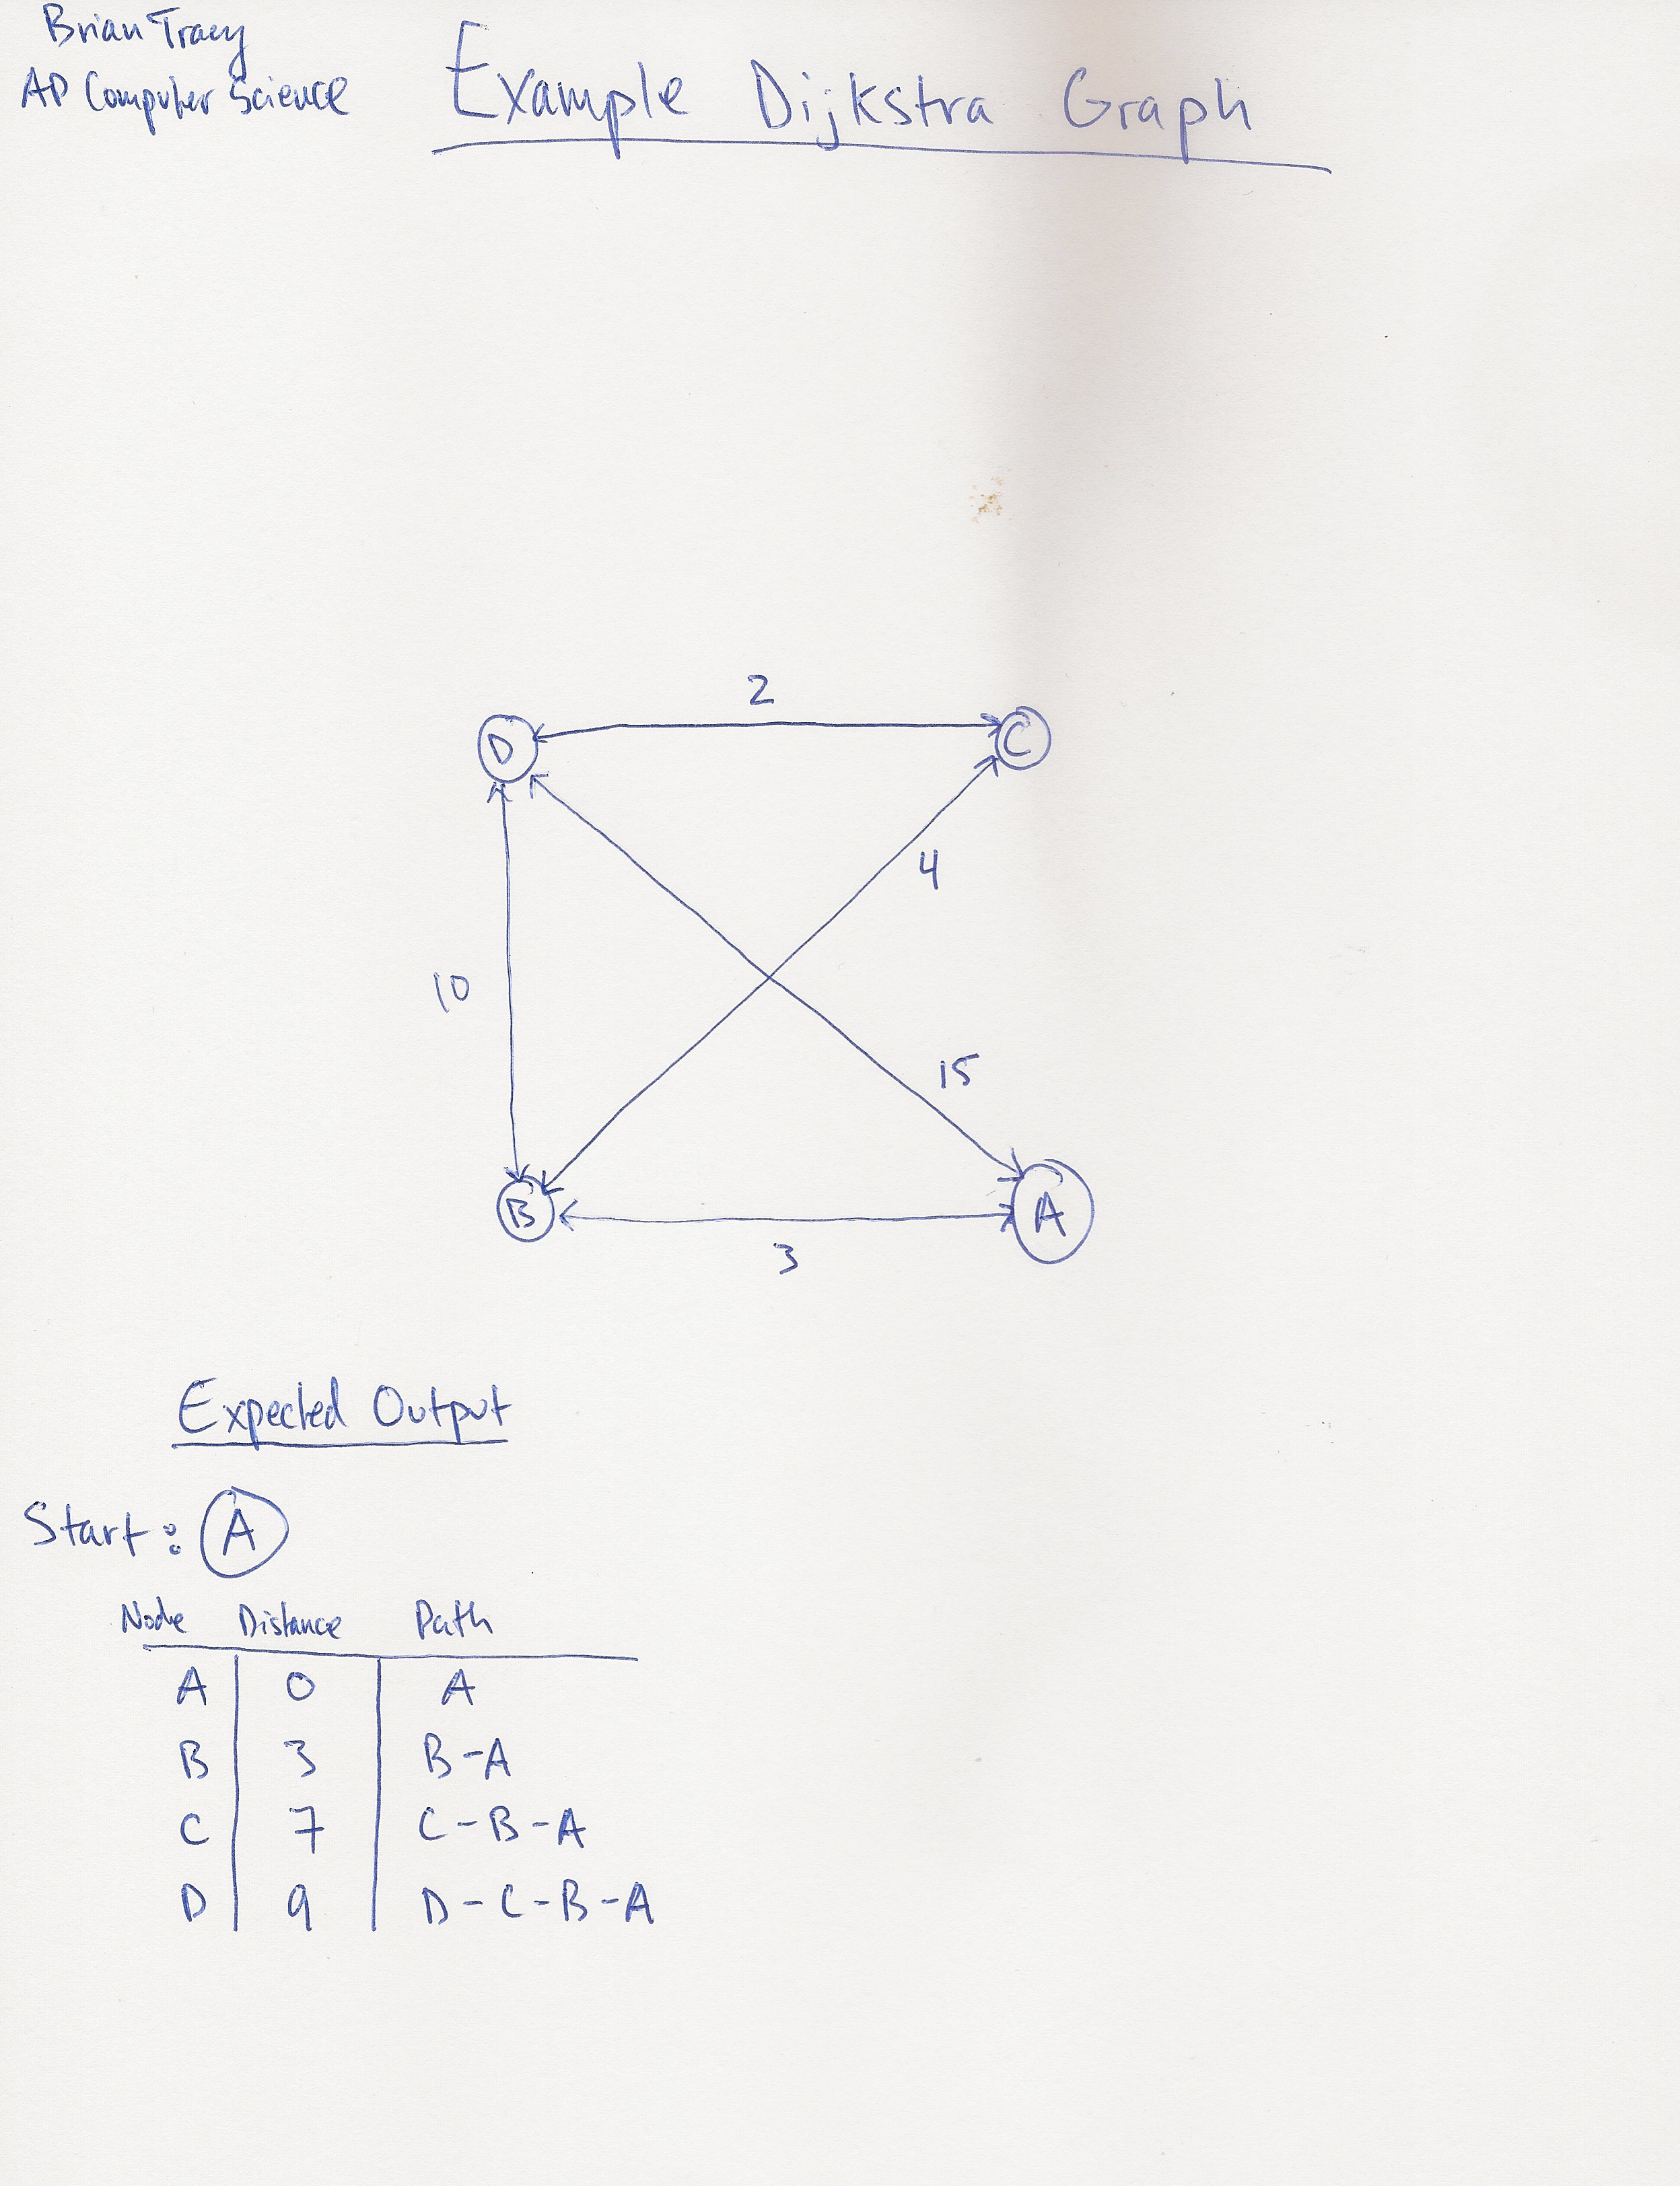 Brian Tracy
AP Computer Science
Example Dijkstra Graph
2
D
C
4
10
15
B
A
3
Expected Output
Start: A
Node Distance Path
A 0 A
B 3 B-A
C 7 C-B-A
D 9 D-C-B-A